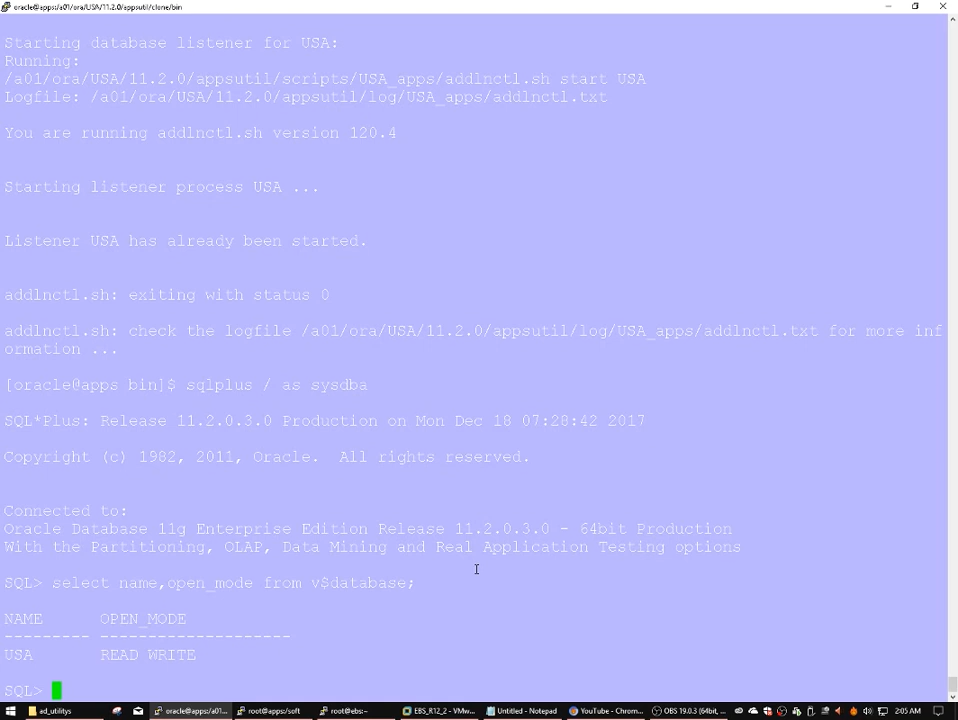 oracle@apps:/a01/ora/USA/11.2.0/appsutil/clone/bin
Starting database listener for USA:
Running:
/a01/ora/USA/11.2.0/appsutil/scripts/USA_apps/addlnctl.sh start USA
Logfile: /a01/ora/USA/11.2.0/appsutil/log/USA_apps/addlnctl.txt
You are running addlnctl.sh version 120.4
Starting listener process USA ...
Listener USA has already been started.
addlnctl.sh: exiting with status 0
addlnctl.sh: check the logfile /a01/ora/USA/11.2.0/appsutil/log/USA_apps/addlnctl.txt for more inf
ormation ...
[oracle@apps bin]$ sqlplus / as sysdba
SQL*Plus: Release 11.2.0.3.0 Production on Mon Dec 18 07:28:42 2017
Copyright (c) 1982, 2011, Oracle.  All rights reserved.
Connected to:
Oracle Database 11g Enterprise Edition Release 11.2.0.3.0 - 64bit Production
With the Partitioning, OLAP, Data Mining and Real Application Testing options
SQL> select name,open_mode from v$database;
NAME      OPEN_MODE
--------- --------------------
USA       READ WRITE
SQL>
ad_utilitys oracle@apps:/a01... root@apps:/soft root@ebs:~ EBS_R12_2 - VMw... Untitled - Notepad YouTube - Chrom... OBS 19.0.3 (64bit, ... 2:05 AM